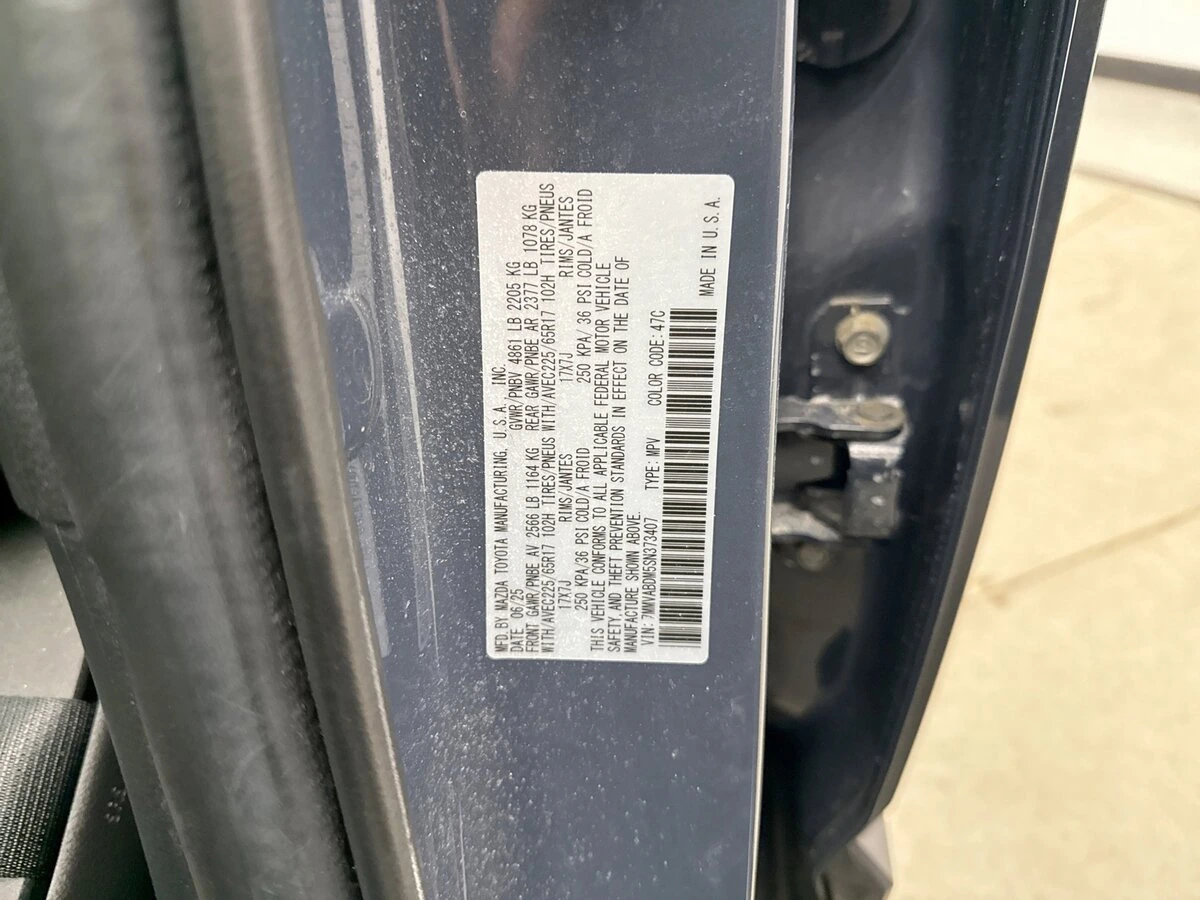 MFD.BY MAZDA TOYOTA MANUFACTURING, U.S.A. INC.
DATE 06/25 GVWR/PNBV 4861 LB 2205 KG
FRONT GAWR/PNBE AV 2566 LB 1164 KG REAR GAWR/PNBE AR 2377 LB 1078 KG
WITH/AVEC225/65R17 102H TIRES/PNEUS WITH/AVEC225/65R17 102H TIRES/PNEUS
17X7J RIMS/JANTES 17X7J RIMS/JANTES
250 KPA/36 PSI COLD/A FROID 250 KPA/36 PSI COLD/A FROID
THIS VEHICLE CONFORMS TO ALL APPLICABLE FEDERAL MOTOR VEHICLE
SAFETY AND THEFT PREVENTION STANDARDS IN EFFECT ON THE DATE OF
MANUFACTURE SHOWN ABOVE.
VIN: 7MMVABDM5SN373407 TYPE: MPV COLOR CODE: 47C
MADE IN U.S.A.